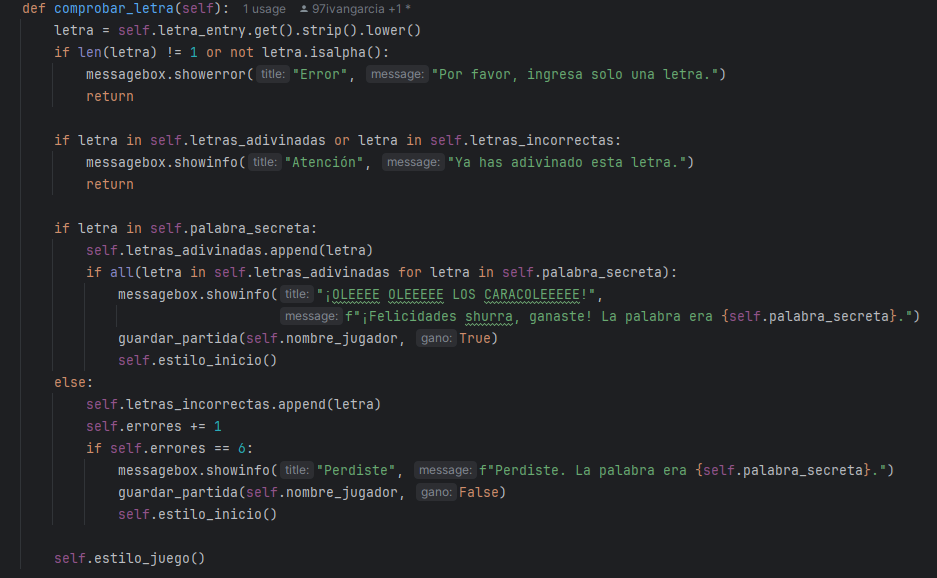 def comprobar_letra(self):  1 usage  97ivangarcia +1 *
    letra = self.letra_entry.get().strip().lower()
    if len(letra) != 1 or not letra.isalpha():
        messagebox.showerror( title: "Error",  message: "Por favor, ingresa solo una letra.")
        return

    if letra in self.letras_adivinadas or letra in self.letras_incorrectas:
        messagebox.showinfo( title: "Atención",  message: "Ya has adivinado esta letra.")
        return

    if letra in self.palabra_secreta:
        self.letras_adivinadas.append(letra)
        if all(letra in self.letras_adivinadas for letra in self.palabra_secreta):
            messagebox.showinfo( title: "¡OLEEEE OLEEEEE LOS CARACOLEEEEE!",
                                 message: f"¡Felicidades shurra, ganaste! La palabra era {self.palabra_secreta}.")
            guardar_partida(self.nombre_jugador,  gano: True)
            self.estilo_inicio()
    else:
        self.letras_incorrectas.append(letra)
        self.errores += 1
        if self.errores == 6:
            messagebox.showinfo( title: "Perdiste",  message: f"Perdiste. La palabra era {self.palabra_secreta}.")
            guardar_partida(self.nombre_jugador,  gano: False)
            self.estilo_inicio()

    self.estilo_juego()